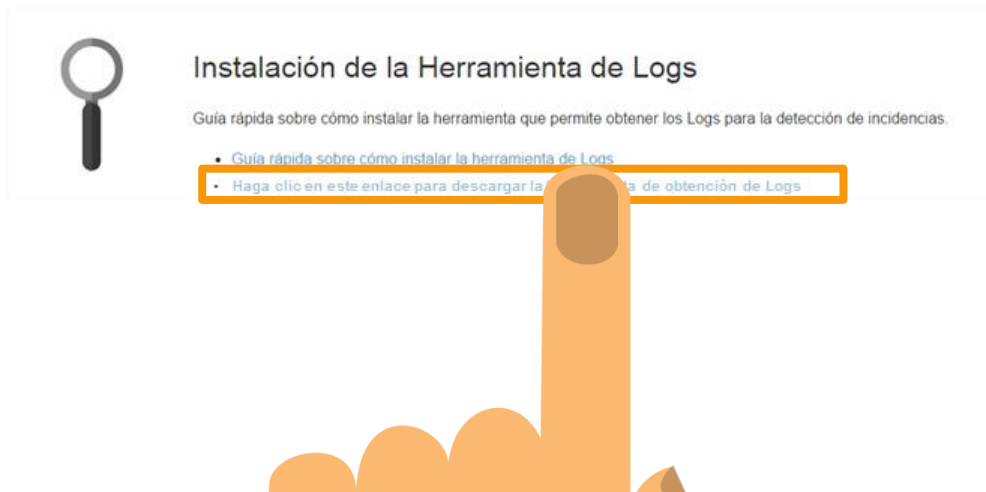 Instalación de la Herramienta de Logs
Guía rápida sobre cómo instalar la herramienta que permite obtener los Logs para la detección de incidencias.
• Guía rápida sobre cómo instalar la herramienta de Logs
• Haga clic en este enlace para descargar la de obtención de Logs